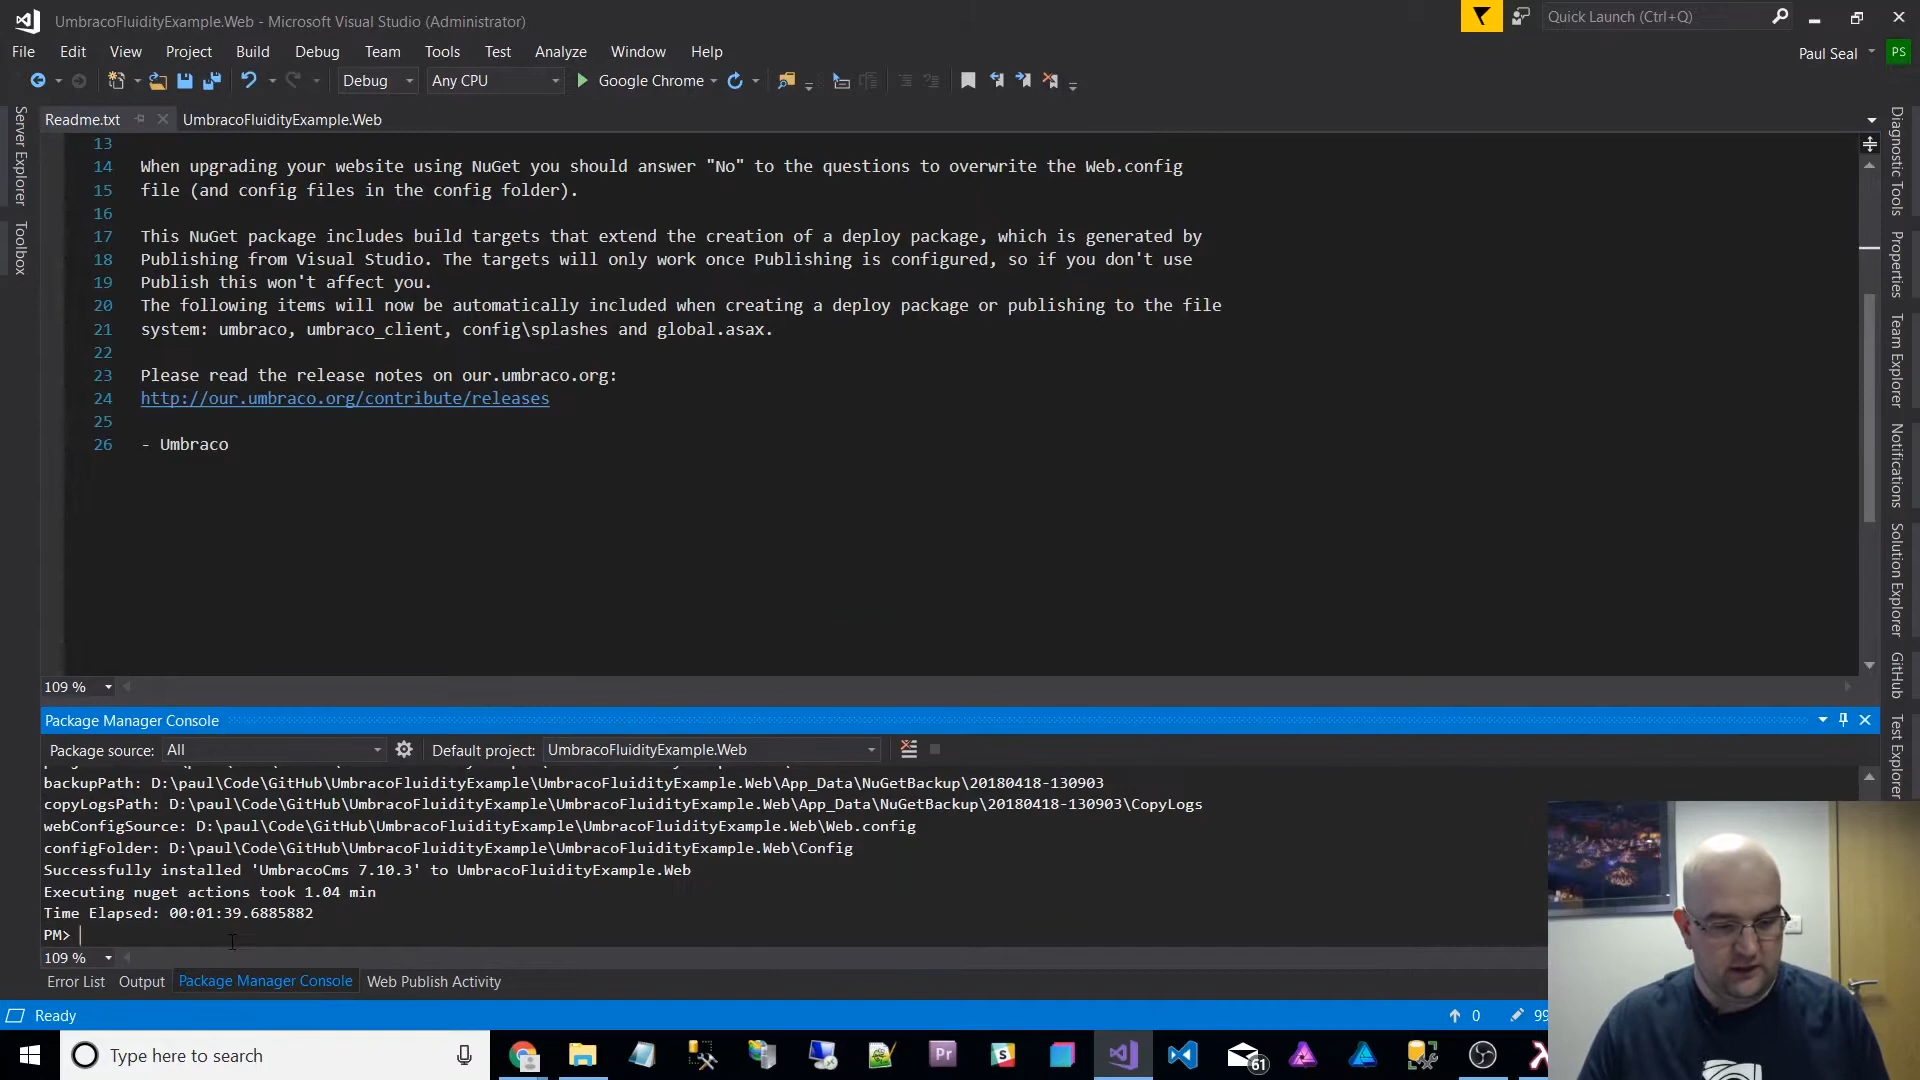 UmbracoFluidityExample.Web - Microsoft Visual Studio (Administrator)
Quick Launch (Ctrl+Q)
File Edit View Project Build Debug Team Tools Test Analyze Window Help
Paul Seal PS
Debug Any CPU Google Chrome
Server Explorer
Toolbox
Readme.txt UmbracoFluidityExample.Web
13
14 When upgrading your website using NuGet you should answer "No" to the questions to overwrite the Web.config
15 file (and config files in the config folder).
16
17 This NuGet package includes build targets that extend the creation of a deploy package, which is generated by
18 Publishing from Visual Studio. The targets will only work once Publishing is configured, so if you don't use
19 Publish this won't affect you.
20 The following items will now be automatically included when creating a deploy package or publishing to the file
21 system: umbraco, umbraco_client, config\splashes and global.asax.
22
23 Please read the release notes on our.umbraco.org:
24 http://our.umbraco.org/contribute/releases
25
26 - Umbraco
109 %
Diagnostic Tools
Properties
Team Explorer
Notifications
Solution Explorer
GitHub
Test Explorer
Package Manager Console
Package source: All Default project: UmbracoFluidityExample.Web
backupPath: D:\paul\Code\GitHub\UmbracoFluidityExample\UmbracoFluidityExample.Web\App_Data\NuGetBackup\20180418-130903
copyLogsPath: D:\paul\Code\GitHub\UmbracoFluidityExample\UmbracoFluidityExample.Web\App_Data\NuGetBackup\20180418-130903\CopyLogs
webConfigSource: D:\paul\Code\GitHub\UmbracoFluidityExample\UmbracoFluidityExample.Web\Web.config
configFolder: D:\paul\Code\GitHub\UmbracoFluidityExample\UmbracoFluidityExample.Web\Config
Successfully installed 'UmbracoCms 7.10.3' to UmbracoFluidityExample.Web
Executing nuget actions took 1.04 min
Time Elapsed: 00:01:39.6885882
PM>
109 %
Error List Output Package Manager Console Web Publish Activity
Ready
0 99
Type here to search
Pr
S
61